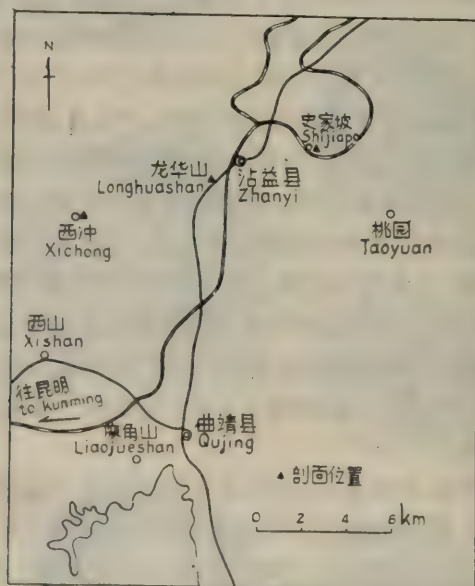 N
史家坡
Shijiapo
龙华山
Longhuashan
沾益县
Zhanyi
西冲
Xichong
桃园
Taoyuan
西山
Xishan
往昆明
to Kunming
曲靖县
Qujing
角山
Liaojueshan
▲剖面位置
0 2 4 6 km